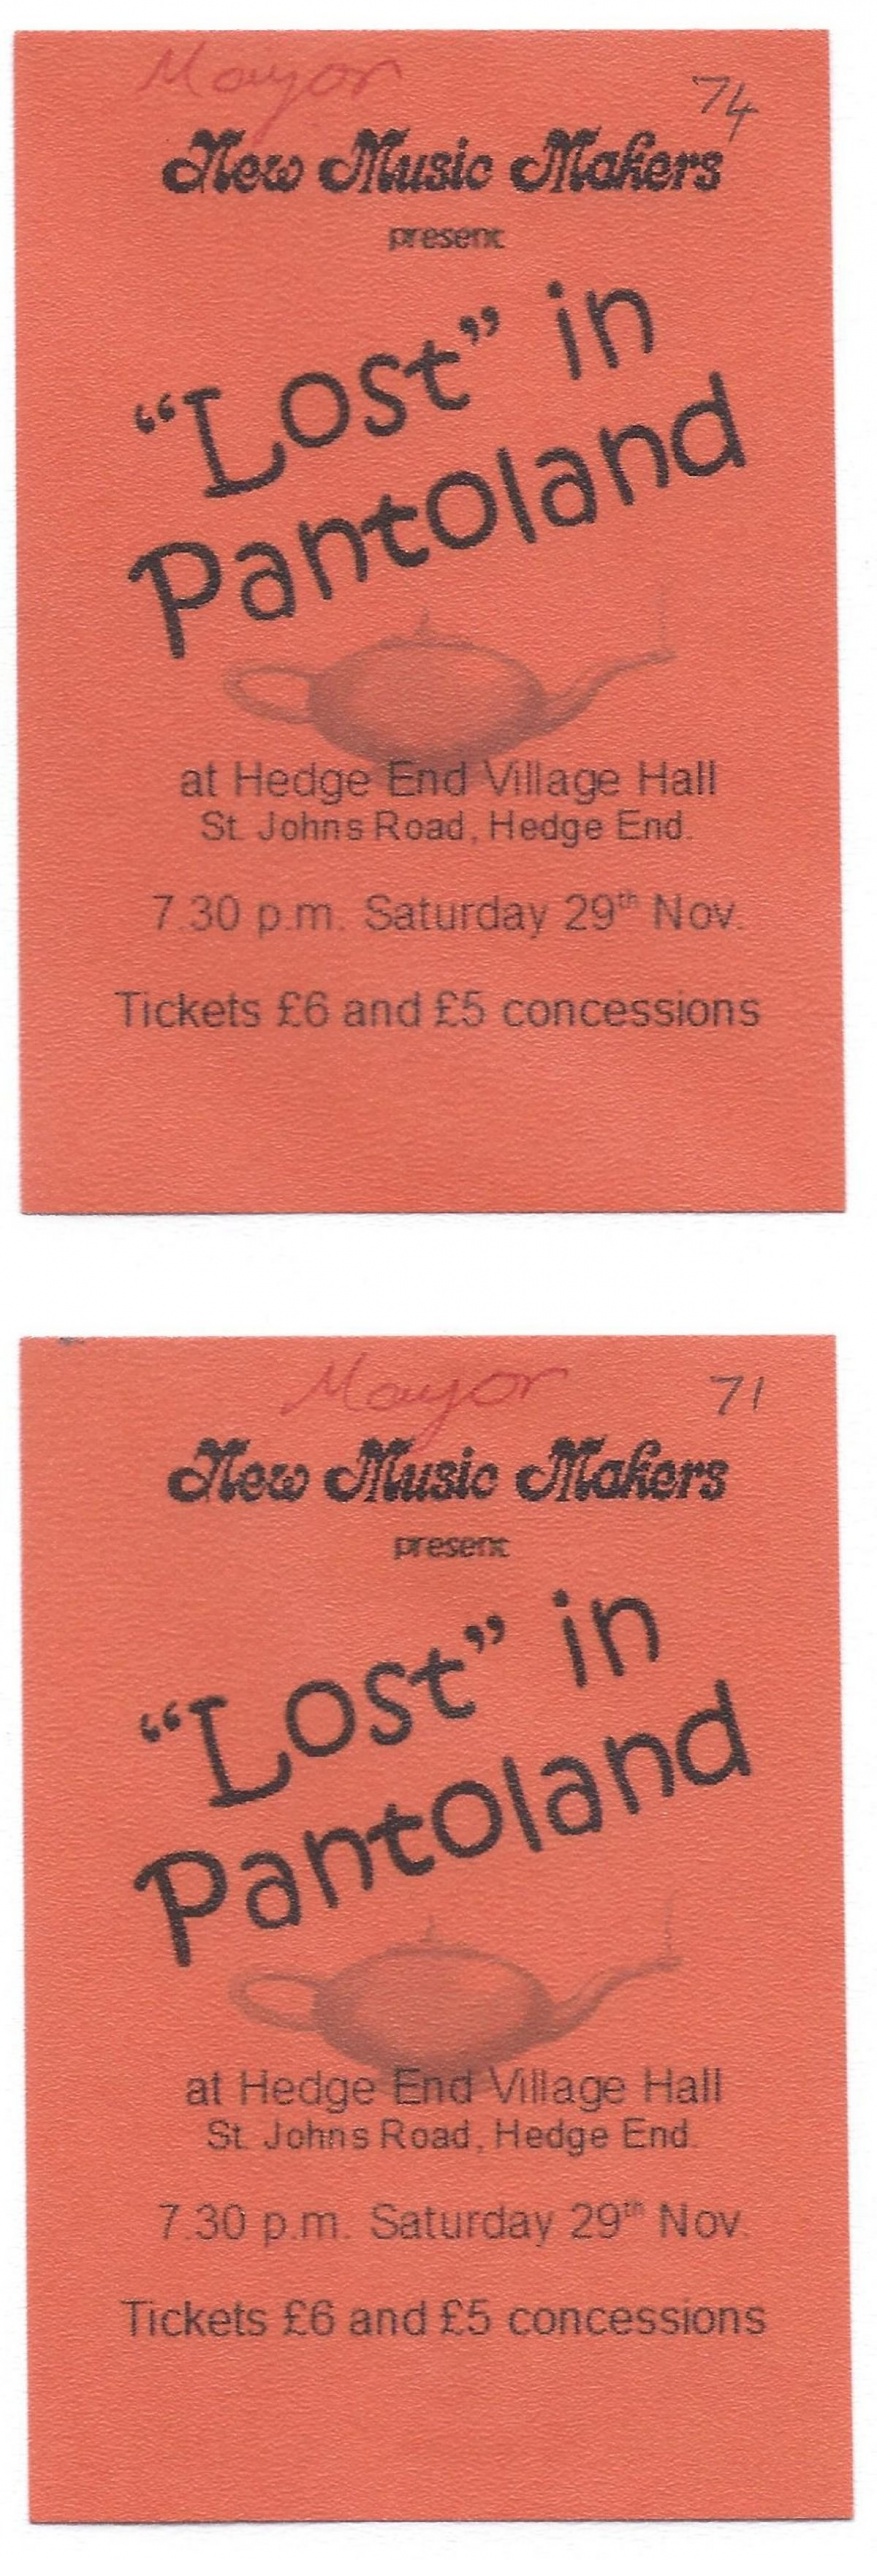 Mayor
74
New Music Makers
present
"Lost" in
Pantoland
at Hedge End Village Hall
St. Johns Road, Hedge End.
7.30 p.m. Saturday 29th Nov.
Tickets £6 and £5 concessions
Mayor
71
New Music Makers
present
"Lost" in
Pantoland
at Hedge End Village Hall
St. Johns Road, Hedge End.
7.30 p.m. Saturday 29th Nov.
Tickets £6 and £5 concessions